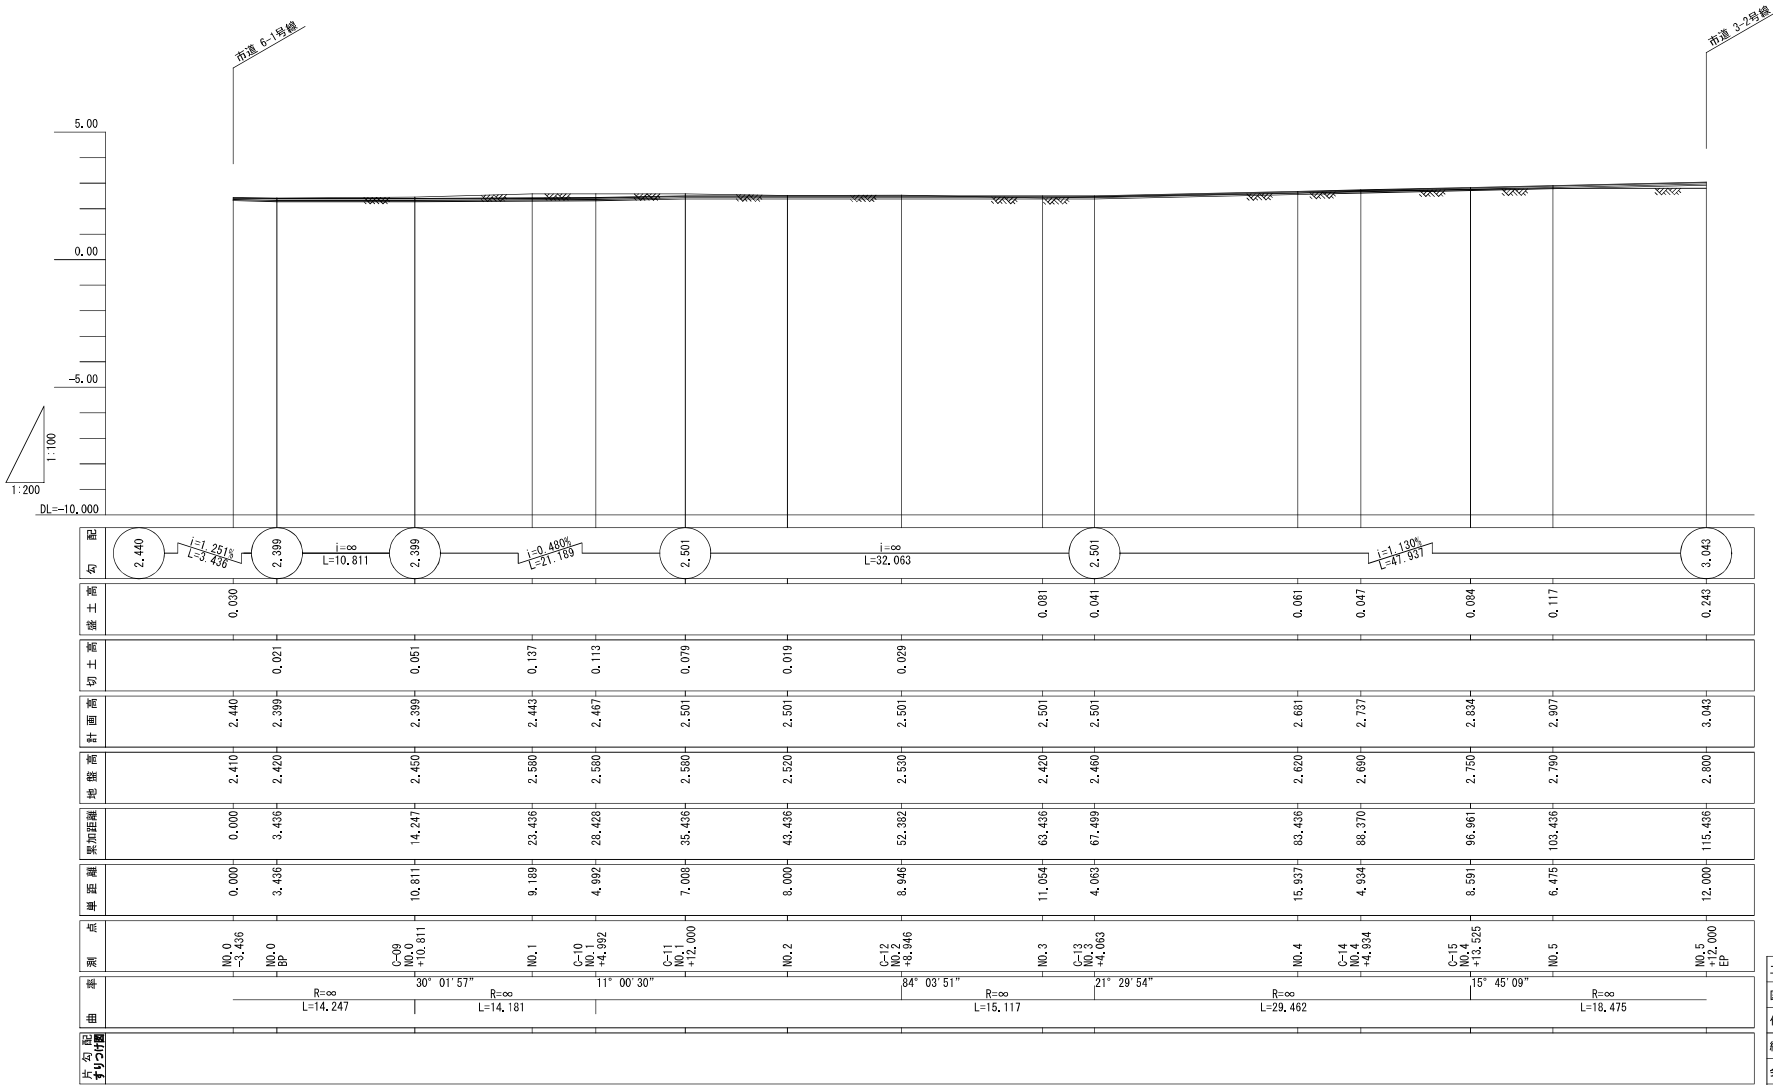 市道 6-1号線
市道 3-2号線
5.00
0.00
-5.00
1:100
1:200
DL=-10.000
勾 配
2.440
i=1.251%
L=3.436
2.399
i=∞
L=10.811
2.399
i=0.480%
L=21.189
2.501
i=∞
L=32.063
2.501
i=1.130%
L=47.937
3.043
盛 土 高
0.030
0.081
0.041
0.061
0.047
0.084
0.117
0.243
切 土 高
0.021
0.051
0.137
0.113
0.079
0.019
0.029
計 画 高
2.440
2.399
2.399
2.443
2.467
2.501
2.501
2.501
2.501
2.501
2.681
2.737
2.834
2.907
3.043
地 盤 高
2.410
2.420
2.450
2.580
2.580
2.580
2.520
2.530
2.420
2.460
2.620
2.690
2.750
2.790
2.800
累加距離
0.000
3.436
14.247
23.436
28.428
35.436
43.436
52.382
63.436
67.499
83.436
88.370
96.961
103.436
115.436
単 距 離
0.000
3.436
10.811
9.189
4.992
7.008
8.000
8.946
11.054
4.063
15.937
4.934
8.591
6.475
12.000
測 点
NO.0
-3.436
NO.0
BP
C-09
NO.0
+10.811
NO.1
C-10
NO.1
+4.992
C-11
NO.1
+12.000
NO.2
C-12
NO.2
+8.946
NO.3
C-13
NO.3
+4.063
NO.4
C-14
NO.4
+4.934
C-15
NO.4
+13.525
NO.5
NO.5
+12.000
EP
曲 率
R=∞
L=14.247
30° 01'57"
R=∞
L=14.181
11° 00'30"
84° 03'51"
R=∞
L=15.117
21° 29'54"
R=∞
L=29.462
15° 45'09"
R=∞
L=18.475
片 勾 配
すりつけ図